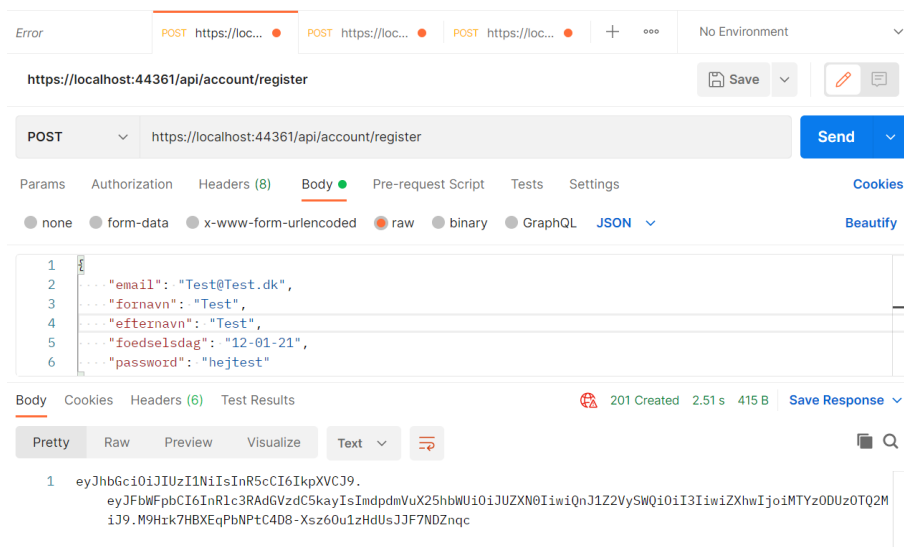 Error
POST https://loc...
POST https://loc...
POST https://loc...
No Environment
https://localhost:44361/api/account/register
Save
POST https://localhost:44361/api/account/register Send
Params Authorization Headers (8) Body Pre-request Script Tests Settings Cookies
none form-data x-www-form-urlencoded raw binary GraphQL JSON Beautify
1 {
2 "email": "Test@Test.dk",
3 "fornavn": "Test",
4 "efternavn": "Test",
5 "foedselsdag": "12-01-21",
6 "password": "hejtest"
Body Cookies Headers (6) Test Results 201 Created 2.51 s 415 B Save Response
Pretty Raw Preview Visualize Text
1 eyJhbGciOiJIUzI1NiIsInR5cCI6IkpXVCJ9.
eyJFbWFpbCI6InRlc3RAdGVzdC5kayIsImdpdmVuX25hbWUiOiJUZXN0IiwiQnJ1Z2VySWQiOiI3IiwiZXhwIjoiMTYzODUzOTQ2M
iJ9.M9Hrk7HBXEqPbNPtC4D8-Xsz6Ou1zHdUsJJF7NDZnqc